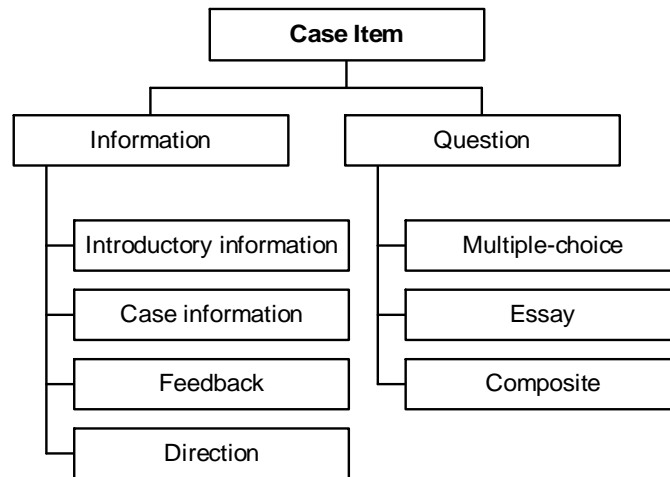 Case Item
Information
Question
Introductory information
Case information
Feedback
Direction
Multiple-choice
Essay
Composite